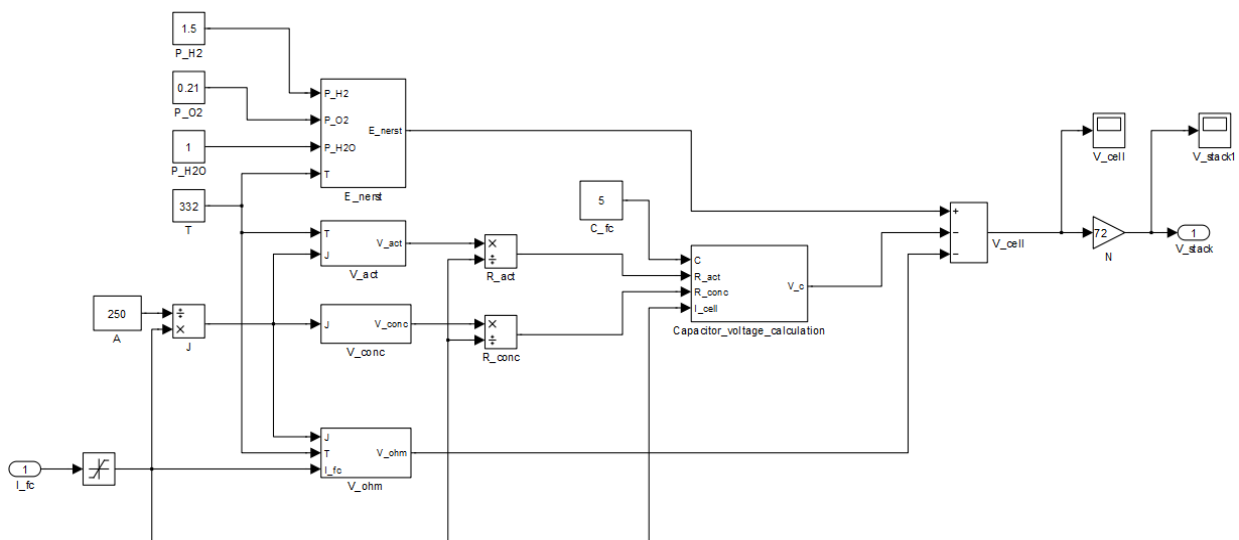 1.5
P_H2
0.21
P_O2
1
P_H2O
332
T
P_H2
P_O2
P_H2O
T
E_nerst
E_nerst
T
J
V_act
V_act
×
÷
R_act
5
C_fc
C
R_act
R_conc
I_cell
V_c
Capacitor_voltage_calculation
+
−
−
V_cell
V_cell
72
N
V_stack1
1
V_stack
250
A
÷
×
J
J
V_conc
V_conc
×
÷
R_conc
J
T
I_fc
V_ohm
V_ohm
1
I_fc